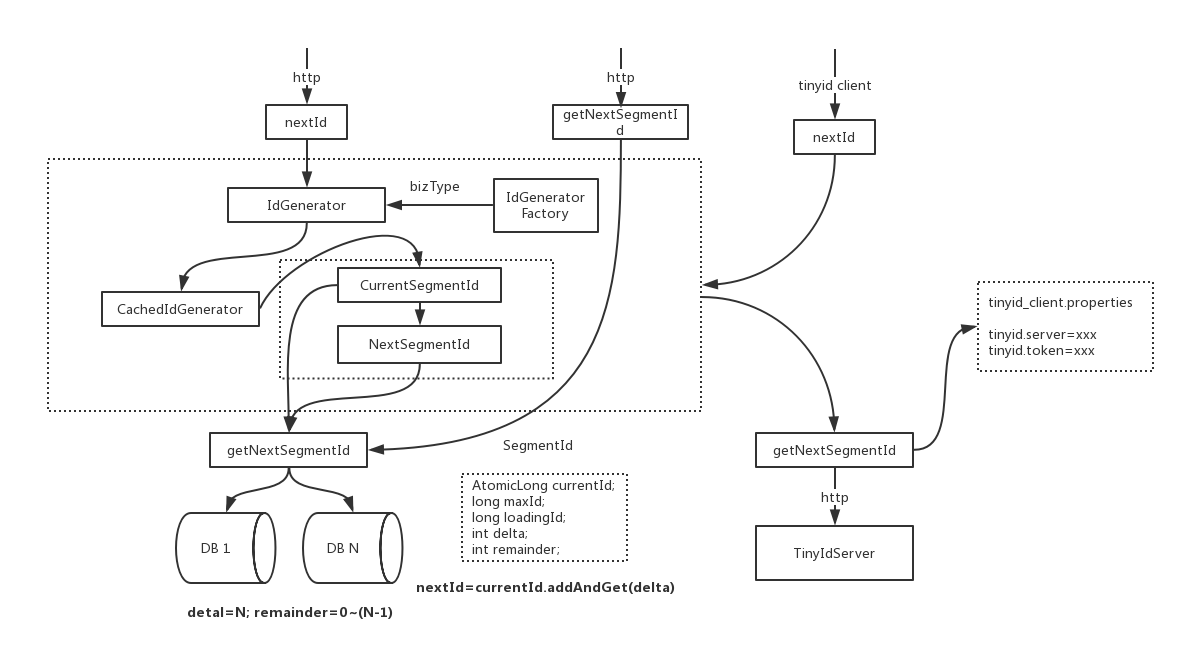 http
http
tinyid client
nextId
getNextSegmentI
d
nextId
IdGenerator
bizType
IdGenerator
Factory
CurrentSegmentId
CachedIdGenerator
NextSegmentId
tinyid_client.properties
tinyid.server=xxx
tinyid.token=xxx
getNextSegmentId
SegmentId
getNextSegmentId
AtomicLong currentId;
long maxId;
long loadingId;
int delta;
int remainder;
http
DB 1
DB N
TinyIdServer
nextId=currentId.addAndGet(delta)
detal=N; remainder=0~(N-1)